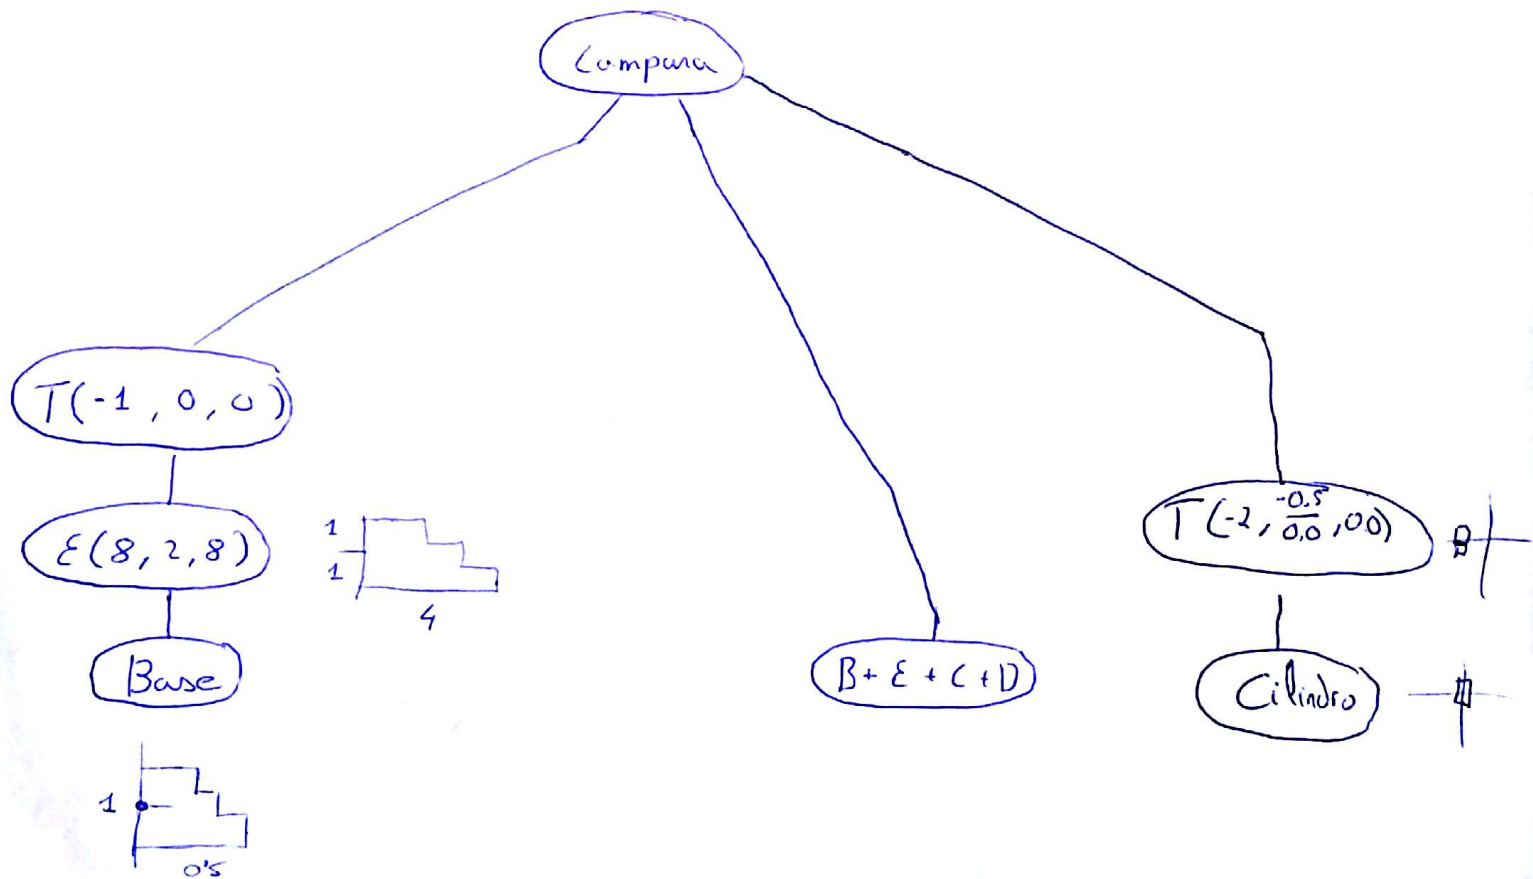 Lampara
T(-1, 0, 0)
E(8, 2, 8)
1
1
4
Base
1
0'5
B+E+C+D
T(-2, -0.5 0.0, 0.0)
Cilindro